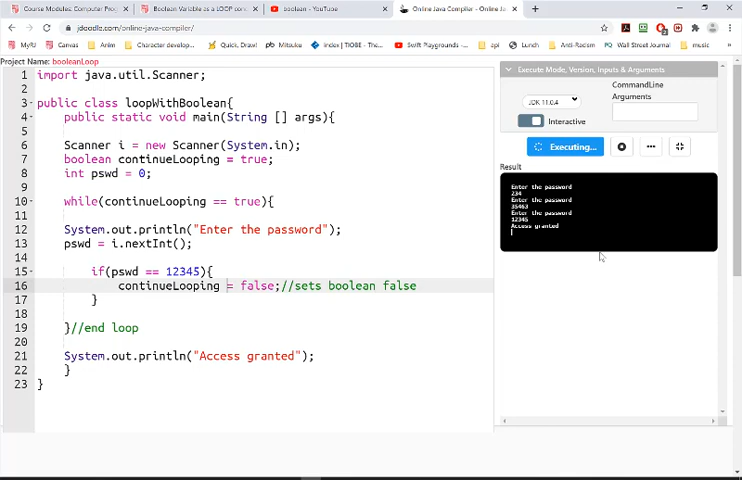 Course Modules: Computer Proj
Boolean Variable as a LOOP con
boolean - YouTube
Online Java Compiler - Online Jav
jdoodle.com/online-java-compiler/
MyRJ
Canvas
Anim
Character develop...
Quick, Draw!
Mitsuku
Index | TIOBE - Th...
Swift Playgrounds -...
api
Lunch
Anti-Racism
Wall Street Journal
music
Project Name: booleanLoop
1 import java.util.Scanner;
2
3 public class loopWithBoolean{
4 public static void main(String [] args){
5
6 Scanner i = new Scanner(System.in);
7 boolean continueLooping = true;
8 int pswd = 0;
9
10 while(continueLooping == true){
11
12 System.out.println("Enter the password");
13 pswd = i.nextInt();
14
15 if(pswd == 12345){
16 continueLooping = false;//sets boolean false
17 }
18
19 }//end loop
20
21 System.out.println("Access granted");
22 }
23 }
Execute Mode, Version, Inputs & Arguments
JDK 11.0.4
Interactive
CommandLine
Arguments
Executing...
Result
Enter the password
234
Enter the password
35463
Enter the password
12345
Access granted